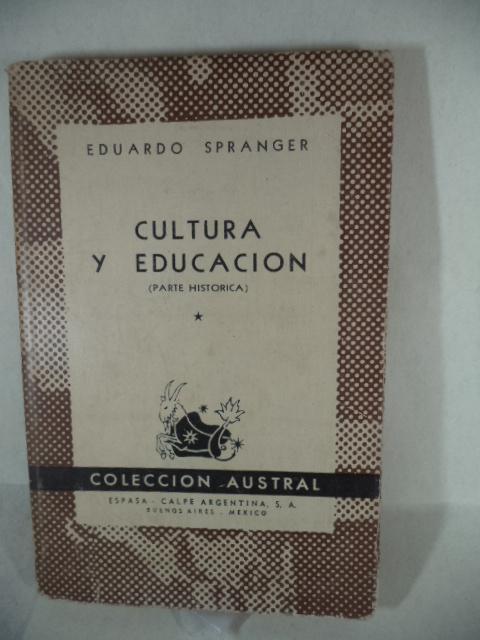 EDUARDO SPRANGER
CULTURA
Y EDUCACION
(PARTE HISTORICA)
COLECCION AUSTRAL
ESPASA - CALPE ARGENTINA, S. A.
BUENOS AIRES - MEXICO